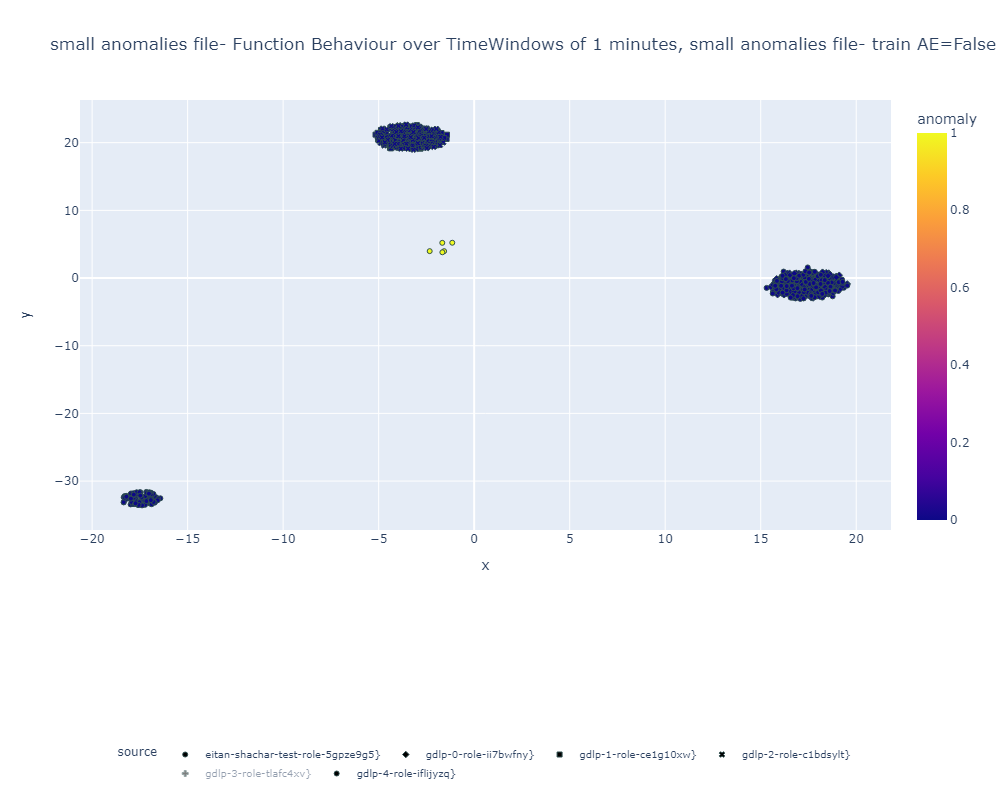 small anomalies file- Function Behaviour over TimeWindows of 1 minutes, small anomalies file- train AE=False
anomaly
1
0.8
0.6
0.4
0.2
0
20
10
0
−10
−20
−30
y
−20 −15 −10 −5 0 5 10 15 20
x
source eitan-shachar-test-role-5gpze9g5} gdlp-0-role-ii7bwfny} gdlp-1-role-ce1g10xw} gdlp-2-role-c1bdsylt}
gdlp-3-role-tlafc4xv} gdlp-4-role-iflijyzq}